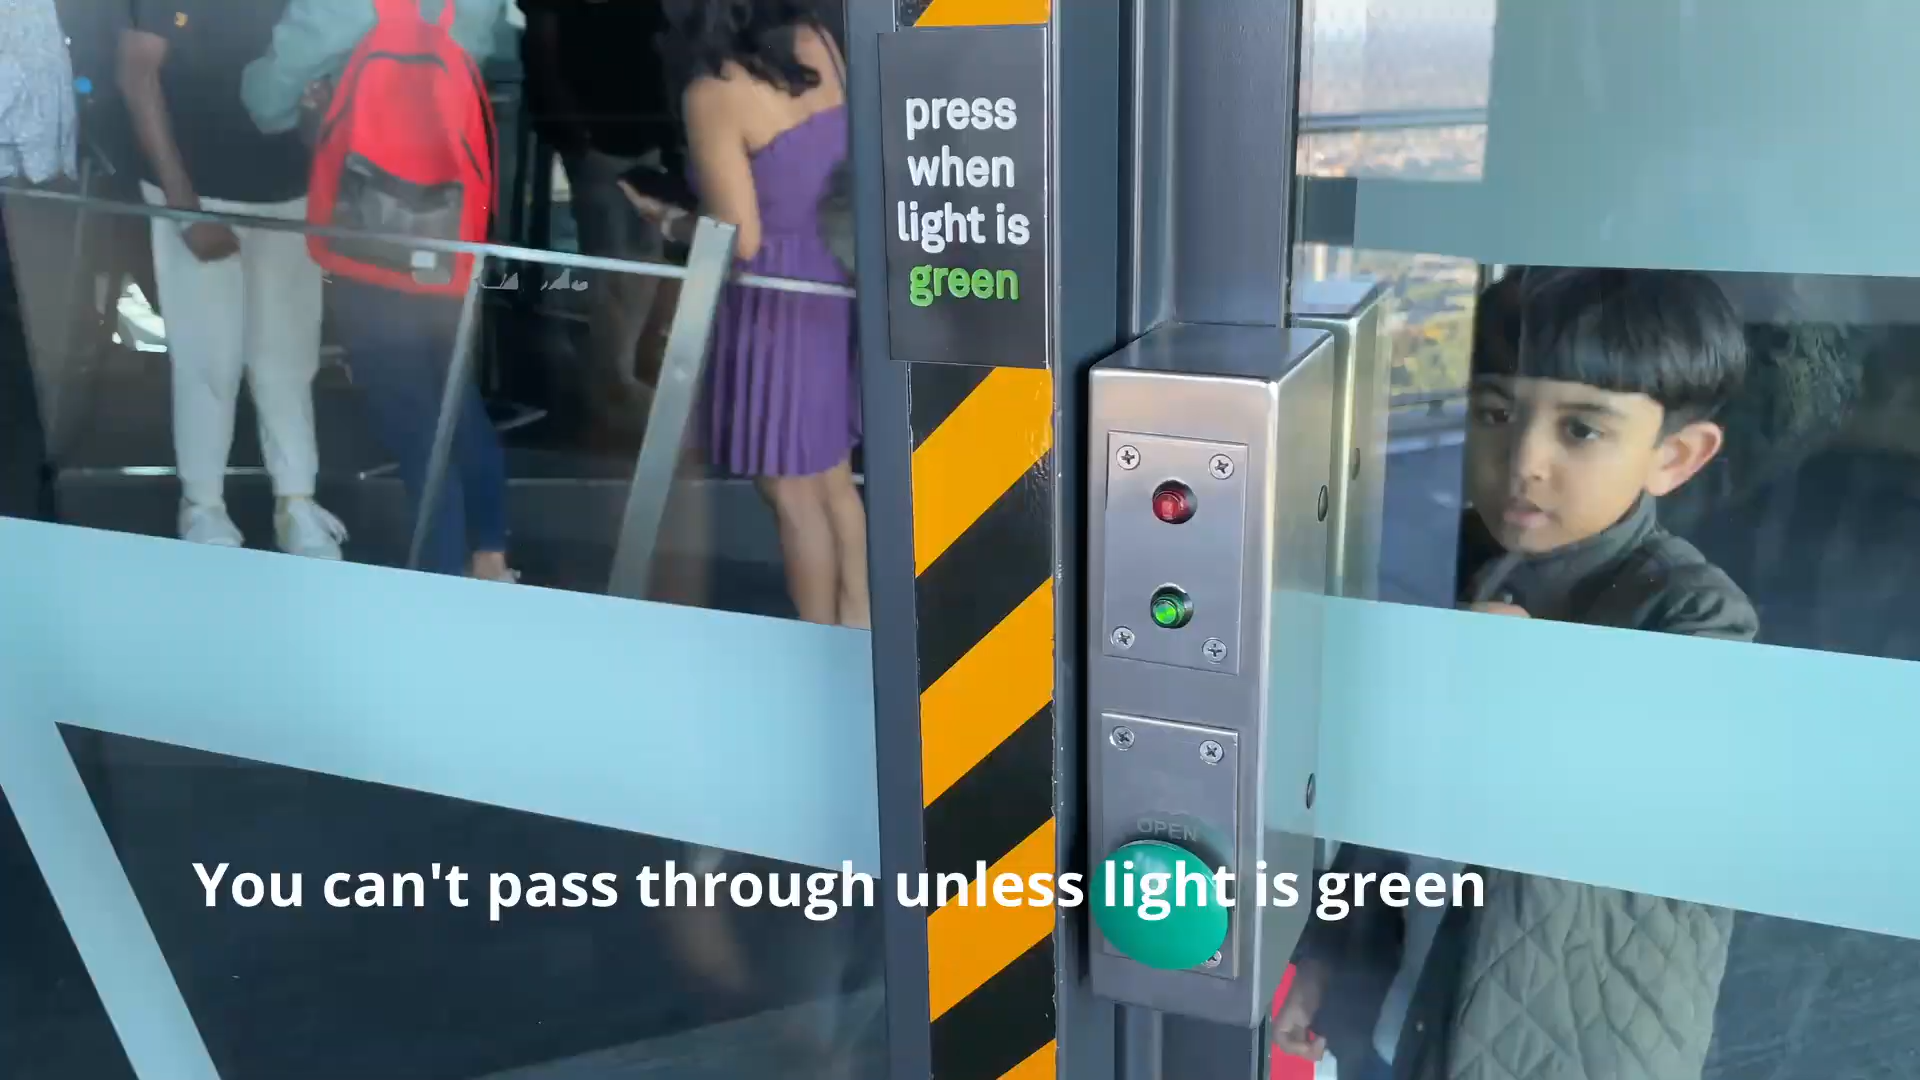 press
when
light is
green
OPEN
You can't pass through unless light is green